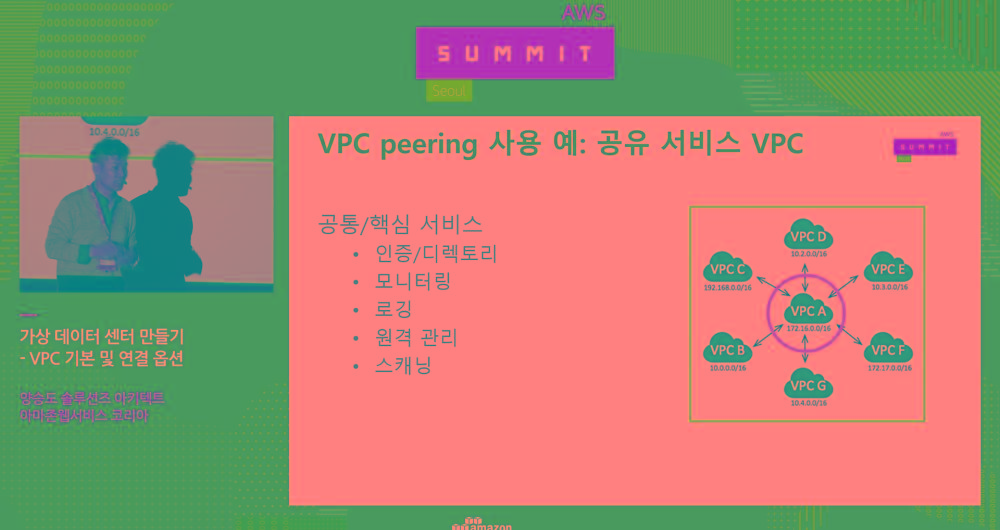 AWS
SUMMIT
Seoul
10.4.0.0/16
가상 데이터 센터 만들기
- VPC 기본 및 연결 옵션
양승도 솔루션즈 아키텍트
아마존웹서비스 코리아
VPC peering 사용 예: 공유 서비스 VPC
AWS
SUMMIT
공통/핵심 서비스
• 인증/디렉토리
• 모니터링
• 로깅
• 원격 관리
• 스캐닝
VPC D
10.2.0.0/16
VPC C
192.168.0.0/16
VPC E
10.3.0.0/16
VPC A
172.16.0.0/16
VPC B
10.0.0.0/16
VPC F
172.17.0.0/16
VPC G
10.4.0.0/16
amazon